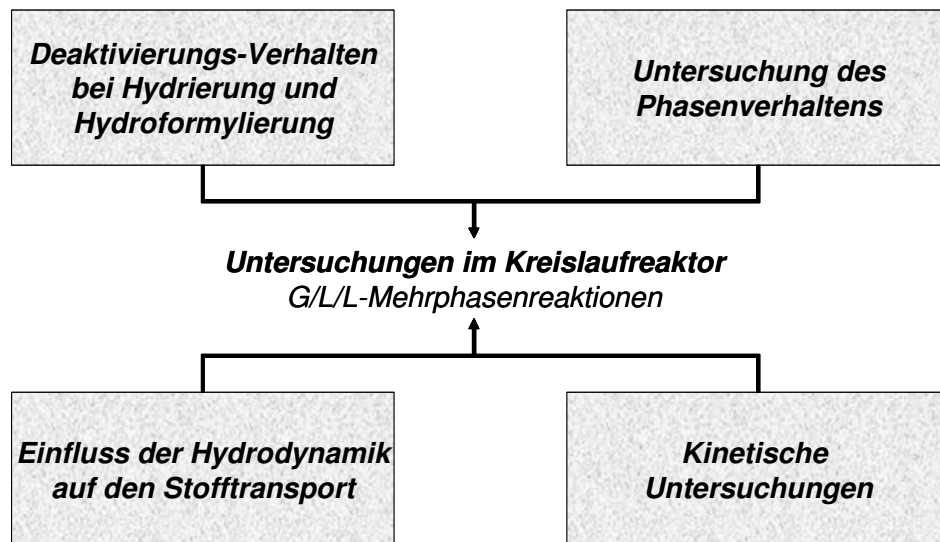 Deaktivierungs-Verhalten
bei Hydrierung und
Hydroformylierung
Untersuchung des
Phasenverhaltens
Untersuchungen im Kreislaufreaktor
G/L/L-Mehrphasenreaktionen
Einfluss der Hydrodynamik
auf den Stofftransport
Kinetische
Untersuchungen